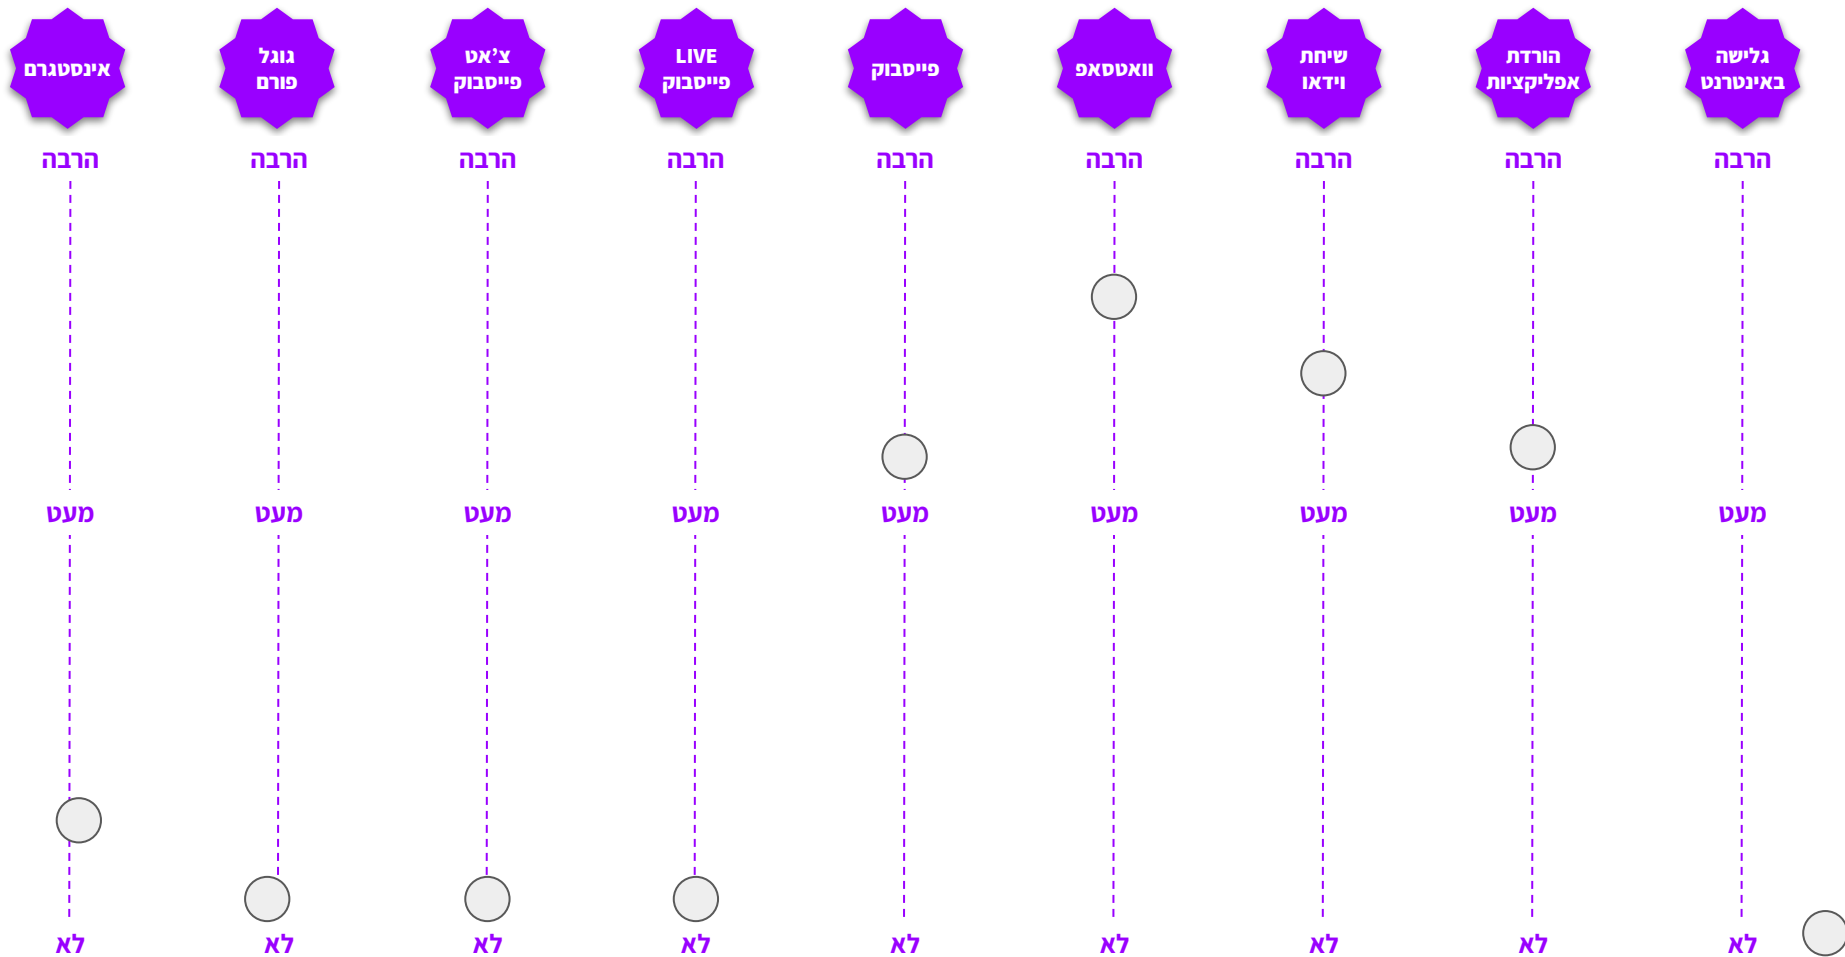 גלישה
באינטרנט
הורדת
אפליקציות
שיחת
וידאו
וואטסאפ
פייסבוק
LIVE
פייסבוק
צ'אט
פייסבוק
גוגל
פורם
אינסטגרם
הרבה הרבה הרבה הרבה הרבה הרבה הרבה הרבה הרבה
מעט מעט מעט מעט מעט מעט מעט מעט מעט
לא לא לא לא לא לא לא לא לא